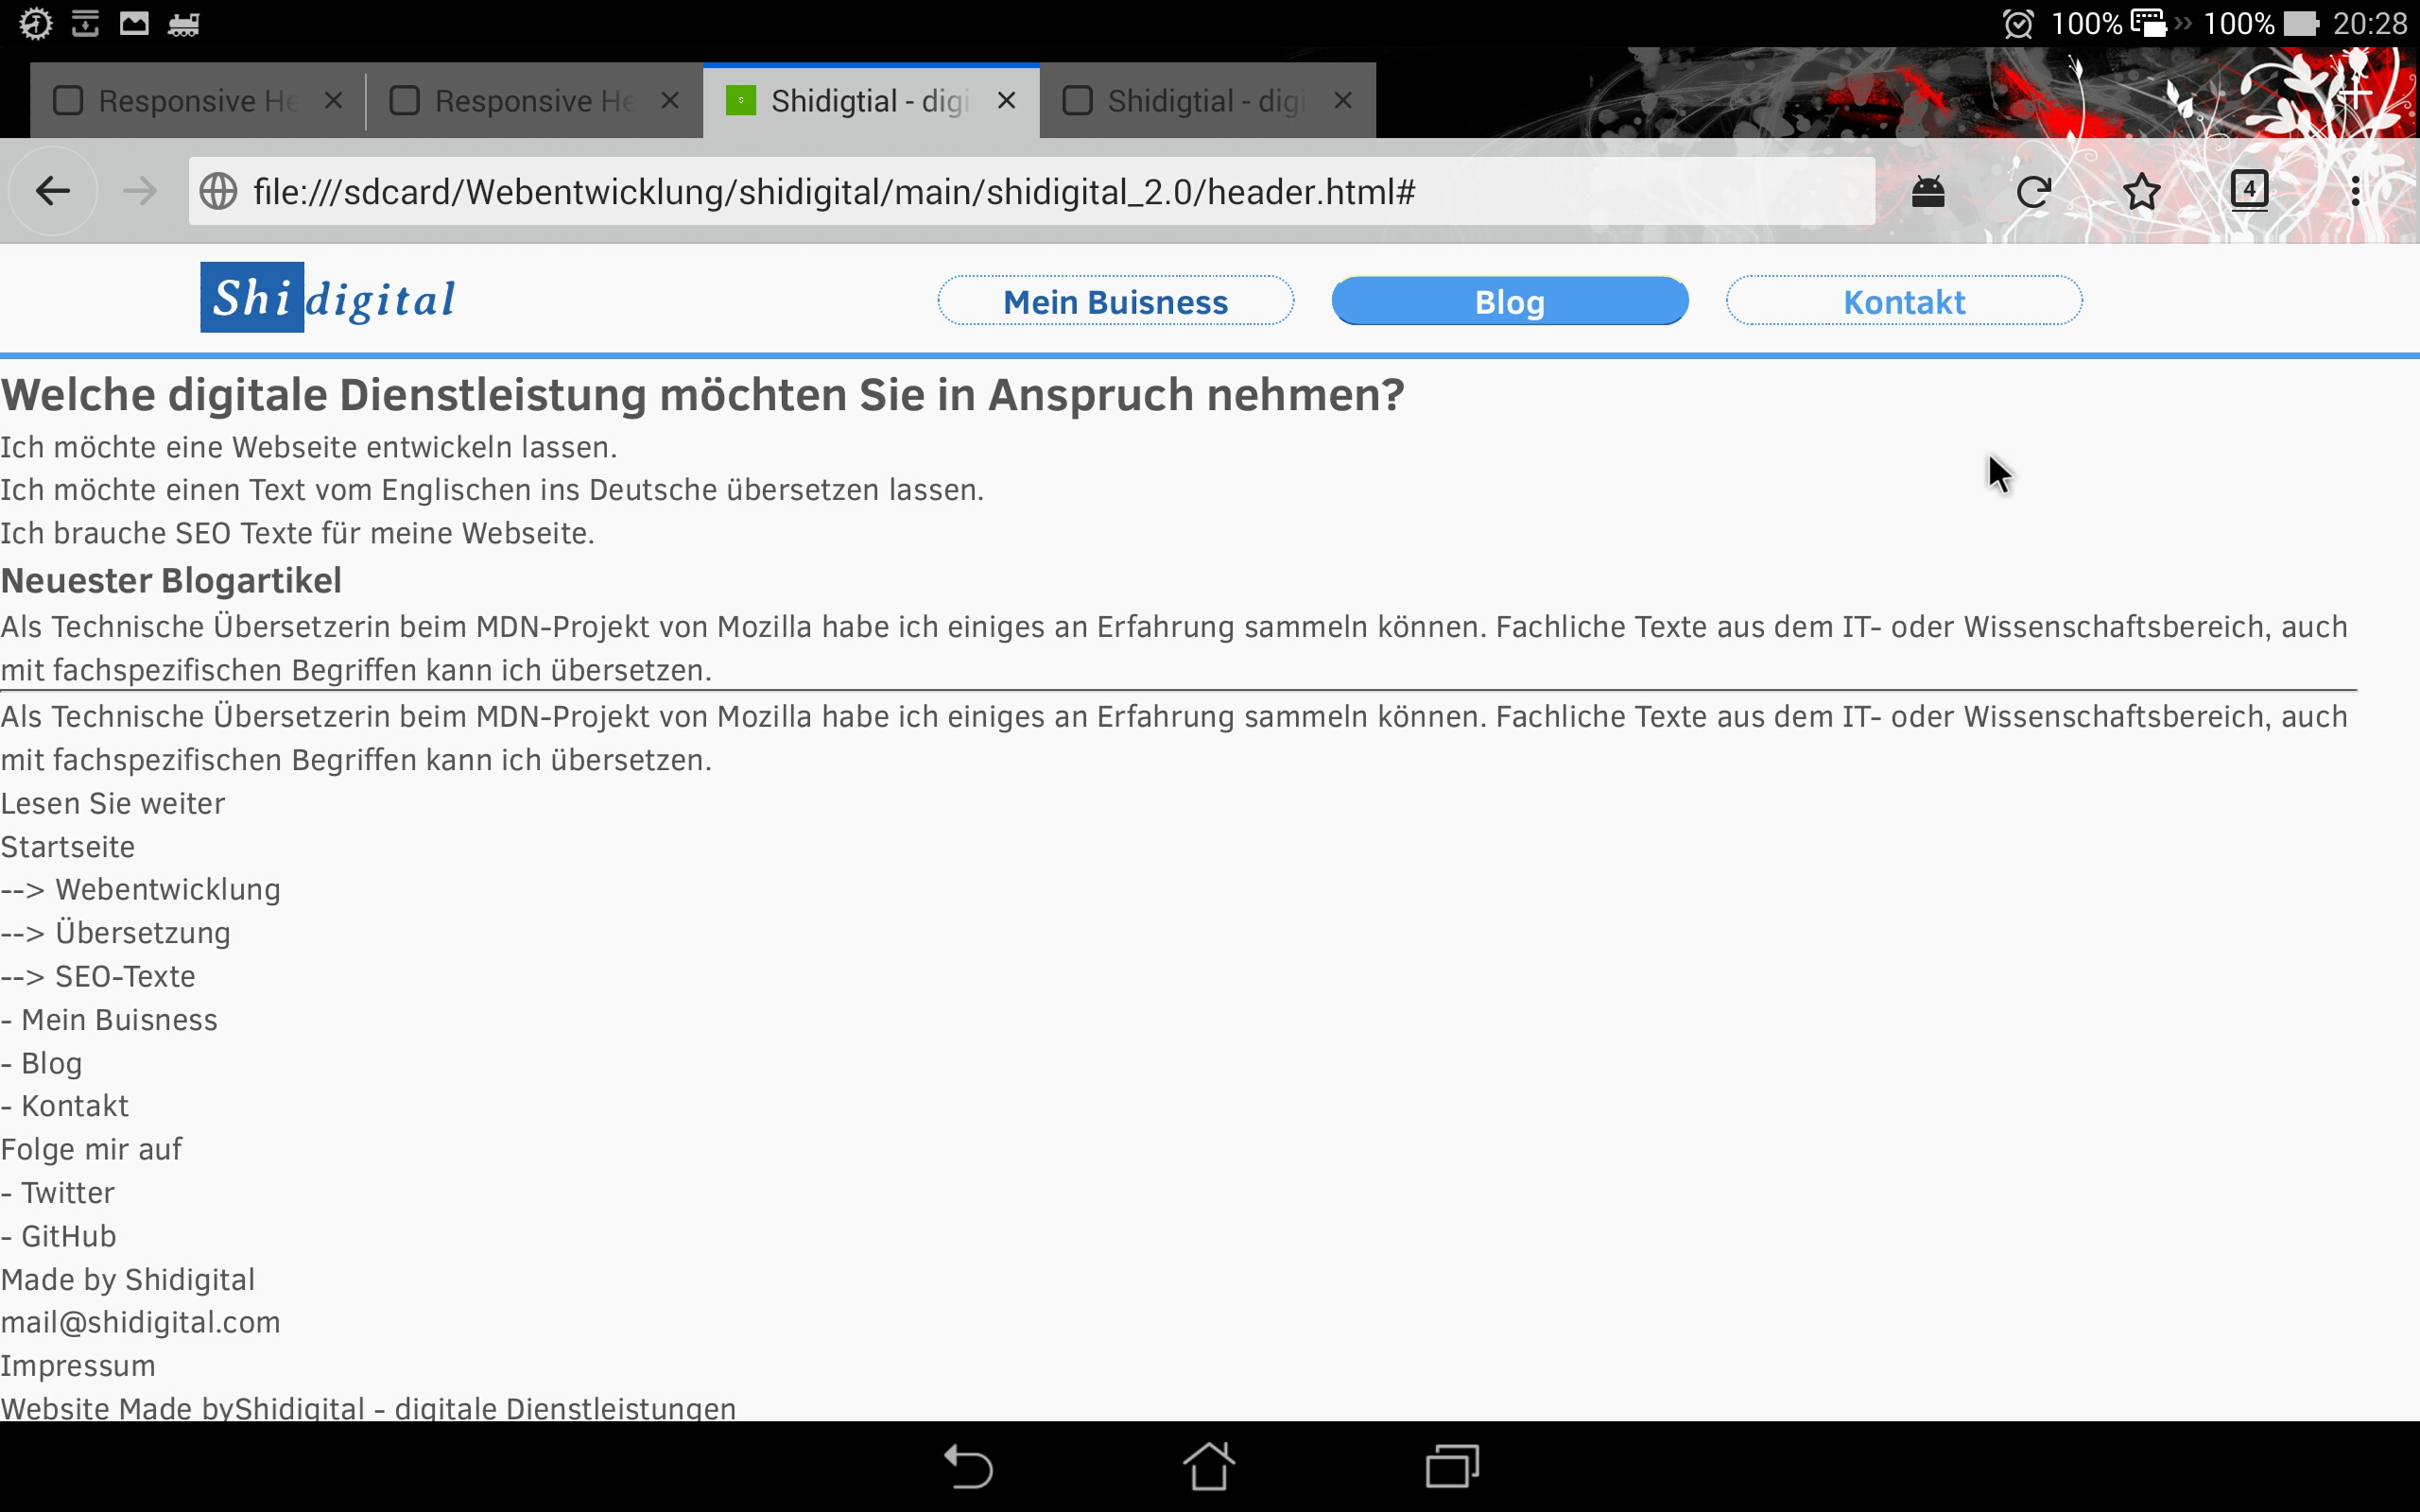 100% 100% 20:28
Responsive He
Responsive He
Shidigtial - digi
Shidigtial - digi
file:///sdcard/Webentwicklung/shidigital/main/shidigital_2.0/header.html#
4
Shidigital
Mein Buisness
Blog
Kontakt
Welche digitale Dienstleistung möchten Sie in Anspruch nehmen?
Ich möchte eine Webseite entwickeln lassen.
Ich möchte einen Text vom Englischen ins Deutsche übersetzen lassen.
Ich brauche SEO Texte für meine Webseite.
Neuester Blogartikel
Als Technische Übersetzerin beim MDN-Projekt von Mozilla habe ich einiges an Erfahrung sammeln können. Fachliche Texte aus dem IT- oder Wissenschaftsbereich, auch
mit fachspezifischen Begriffen kann ich übersetzen.
Als Technische Übersetzerin beim MDN-Projekt von Mozilla habe ich einiges an Erfahrung sammeln können. Fachliche Texte aus dem IT- oder Wissenschaftsbereich, auch
mit fachspezifischen Begriffen kann ich übersetzen.
Lesen Sie weiter
Startseite
--> Webentwicklung
--> Übersetzung
--> SEO-Texte
- Mein Buisness
- Blog
- Kontakt
Folge mir auf
- Twitter
- GitHub
Made by Shidigital
mail@shidigital.com
Impressum
Website Made byShidigital - digitale Dienstleistungen